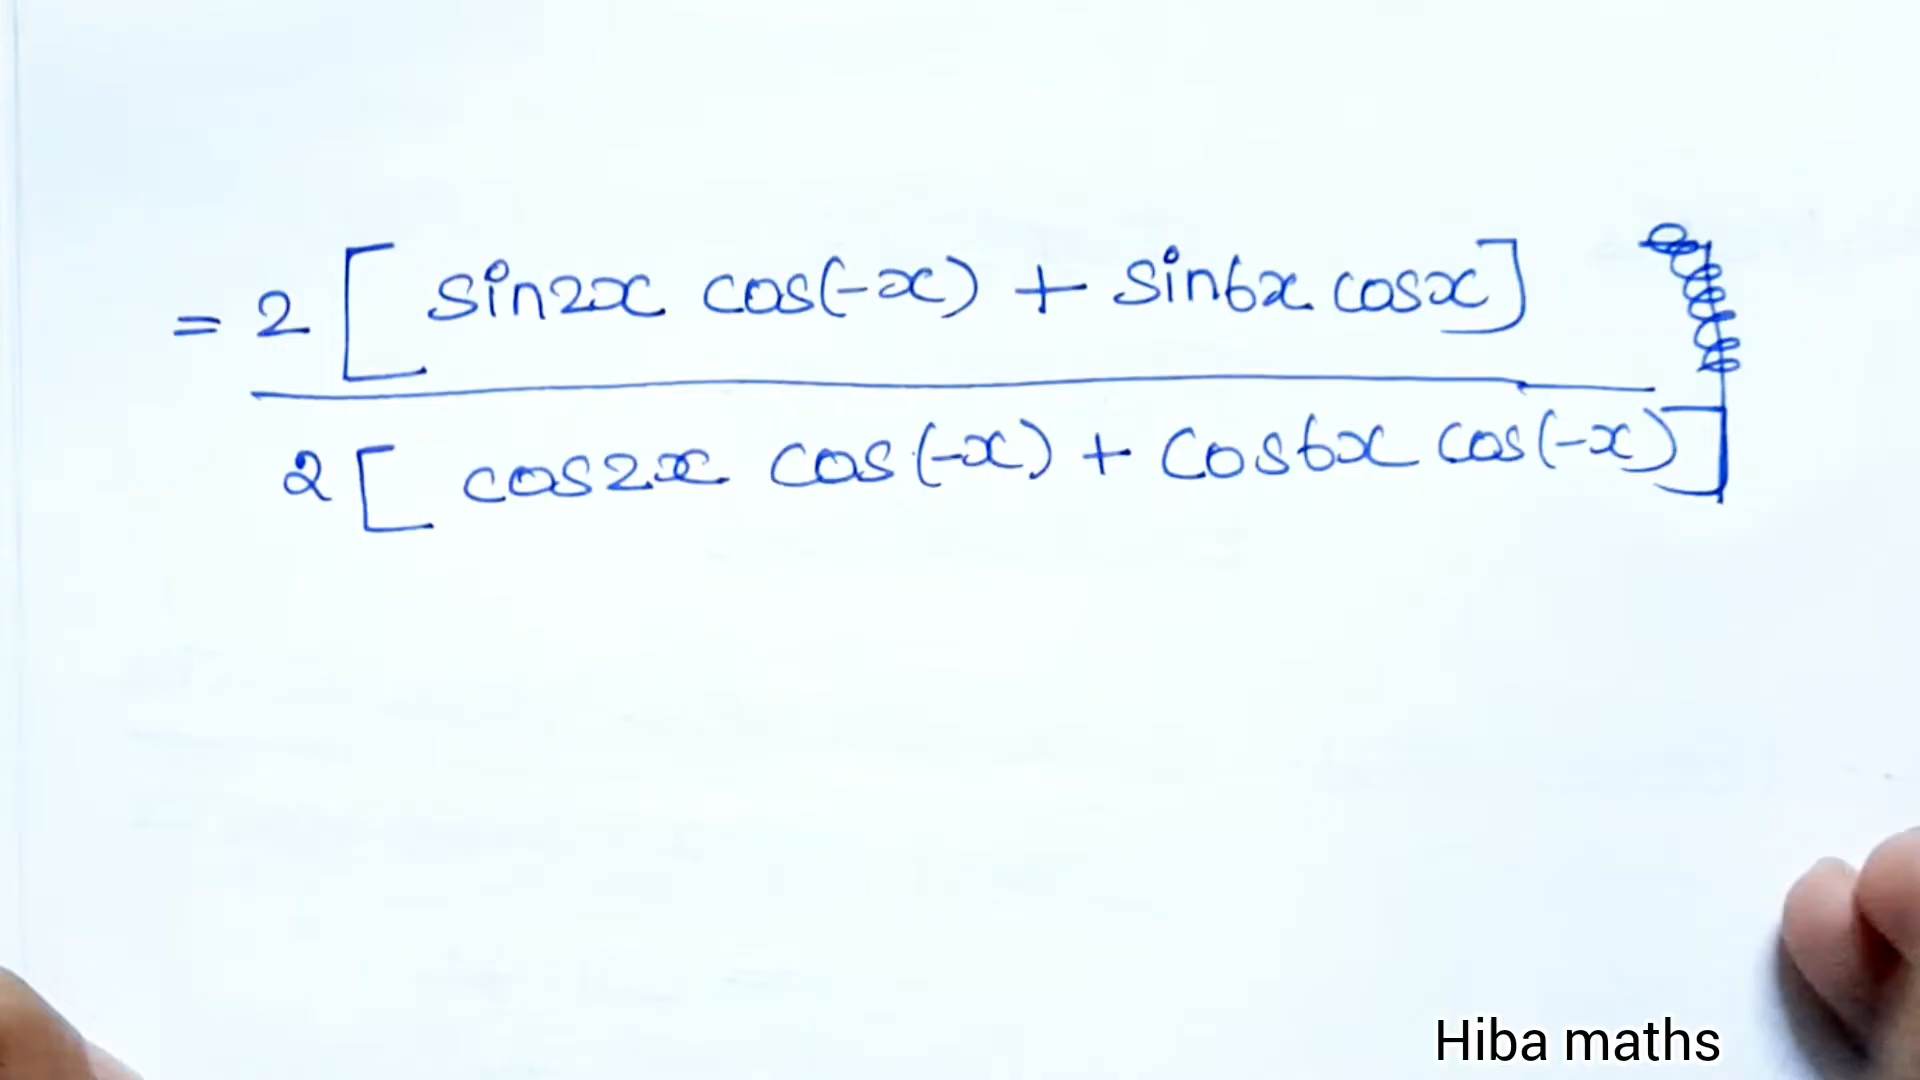 = 2 [ sin2x cos(-x) + sin6x cosx]
2 [ cos2x cos(-x) + cos6x cos(-x)]
Hiba maths